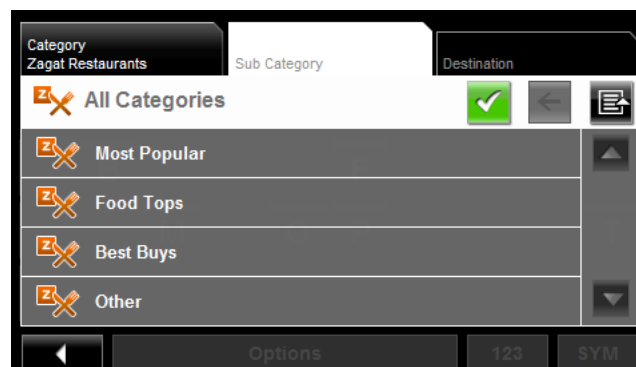 Category
Zagat Restaurants
Sub Category
Destination
Z All Categories
Z Most Popular
Z Food Tops
Z Best Buys
Z Other
Options
123
SYM